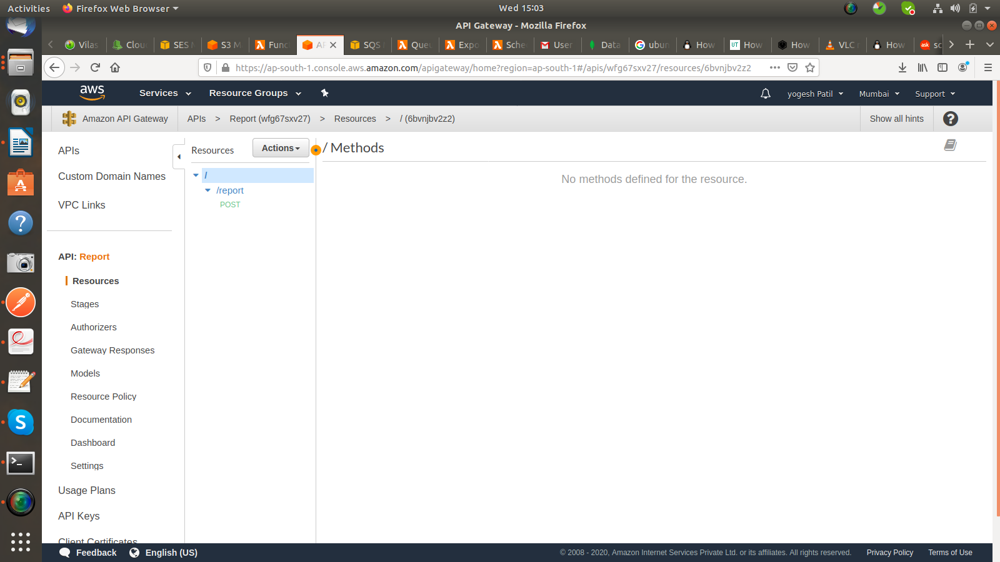 Activities Firefox Web Browser Wed 15:03
API Gateway - Mozilla Firefox
Vilas Clou SES M S3 M Func AP SQS Queu Expo Sche User Data ubun How UT How How VLC r How ask sc
https://ap-south-1.console.aws.amazon.com/apigateway/home?region=ap-south-1#/apis/wfg67sxv27/resources/6bvnjbv2z2
aws Services Resource Groups yogesh Patil Mumbai Support
Amazon API Gateway APIs > Report (wfg67sxv27) > Resources > / (6bvnjbv2z2) Show all hints ?
APIs
Custom Domain Names
VPC Links
API: Report
Resources
Stages
Authorizers
Gateway Responses
Models
Resource Policy
Documentation
Dashboard
Settings
Usage Plans
API Keys
Client Certificates
Resources Actions
/
/report
POST
/ Methods
No methods defined for the resource.
Feedback English (US) © 2008 - 2020, Amazon Internet Services Private Ltd. or its affiliates. All rights reserved. Privacy Policy Terms of Use